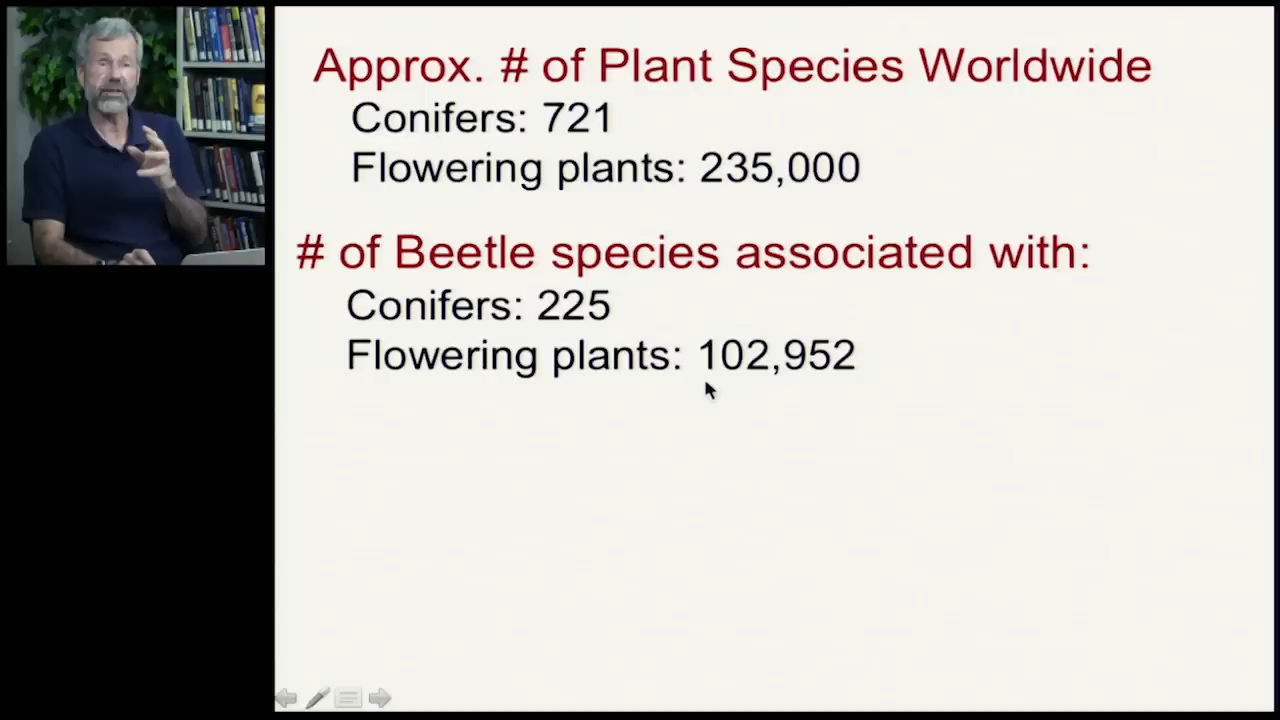 Approx. # of Plant Species Worldwide
Conifers: 721
Flowering plants: 235,000
# of Beetle species associated with:
Conifers: 225
Flowering plants: 102,952